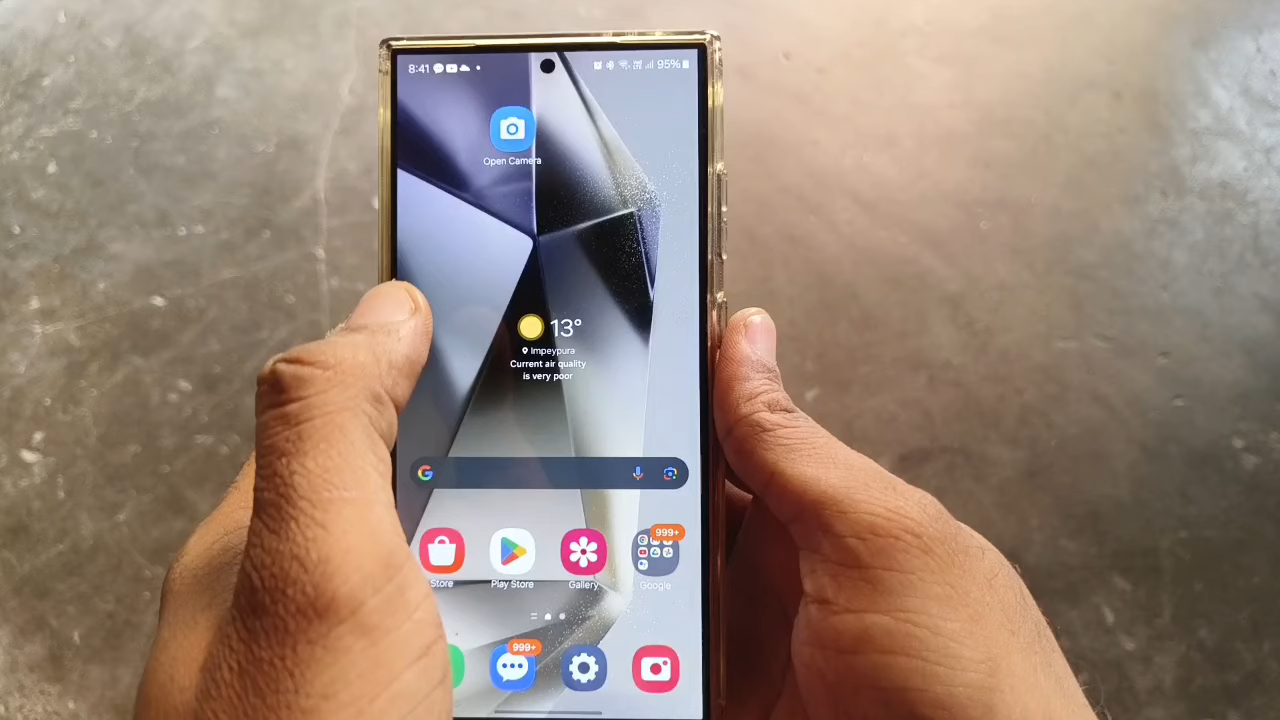 8:41
95%
Open Camera
13°
Impeypura
Current air quality
is very poor
999+
Store
Play Store
Gallery
Google
999+